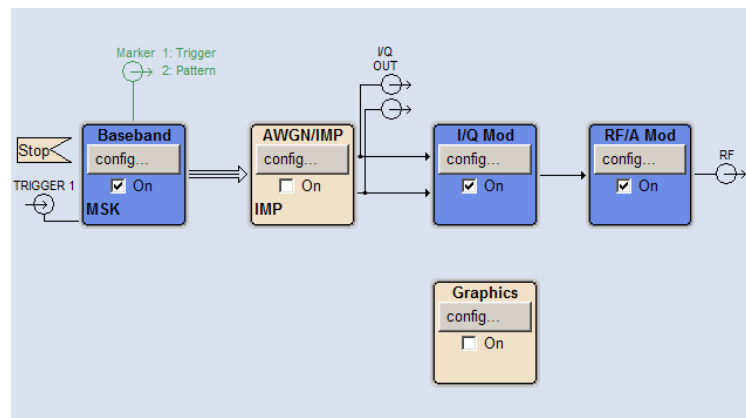 Marker 1: Trigger
2: Pattern
I/Q
OUT
Stop
TRIGGER 1
Baseband
config...
On
MSK
AWGN/IMP
config...
On
IMP
I/Q Mod
config...
On
RF/A Mod
config...
On
RF
Graphics
config...
On